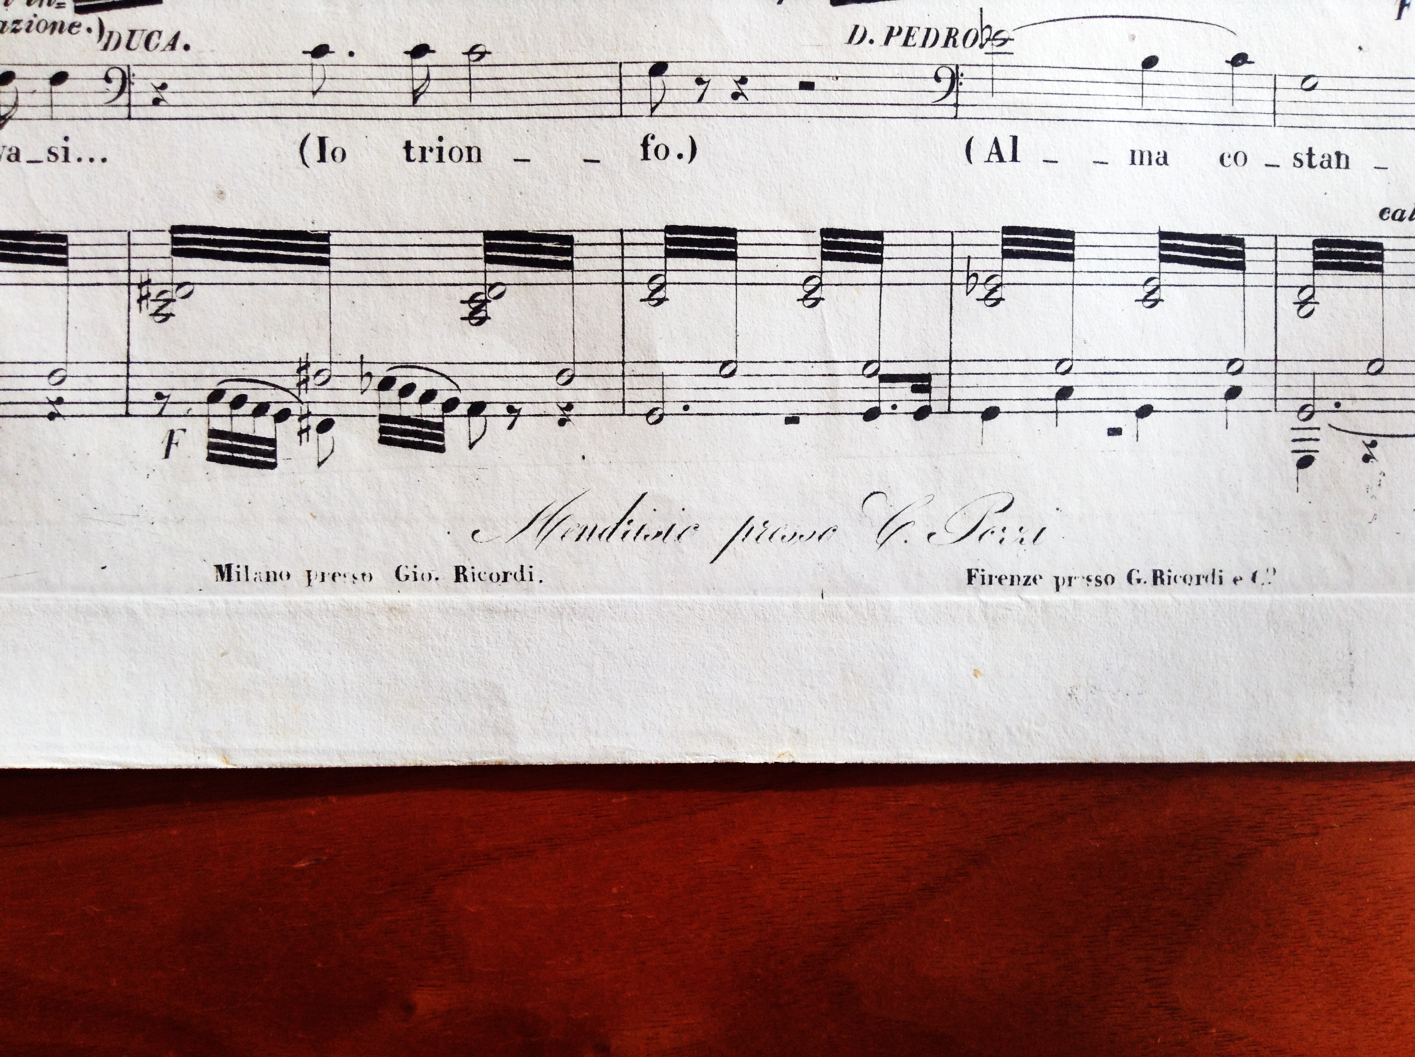 azione.)
DUCA.
D. PEDRO.
va_si... (Io trion _ _ fo.) (Al _ _ ma co _ stan _
cal
F
Mendrisio presso C. Pozzi
Milano presso Gio. Ricordi.
Firenze presso G. Ricordi e C.º